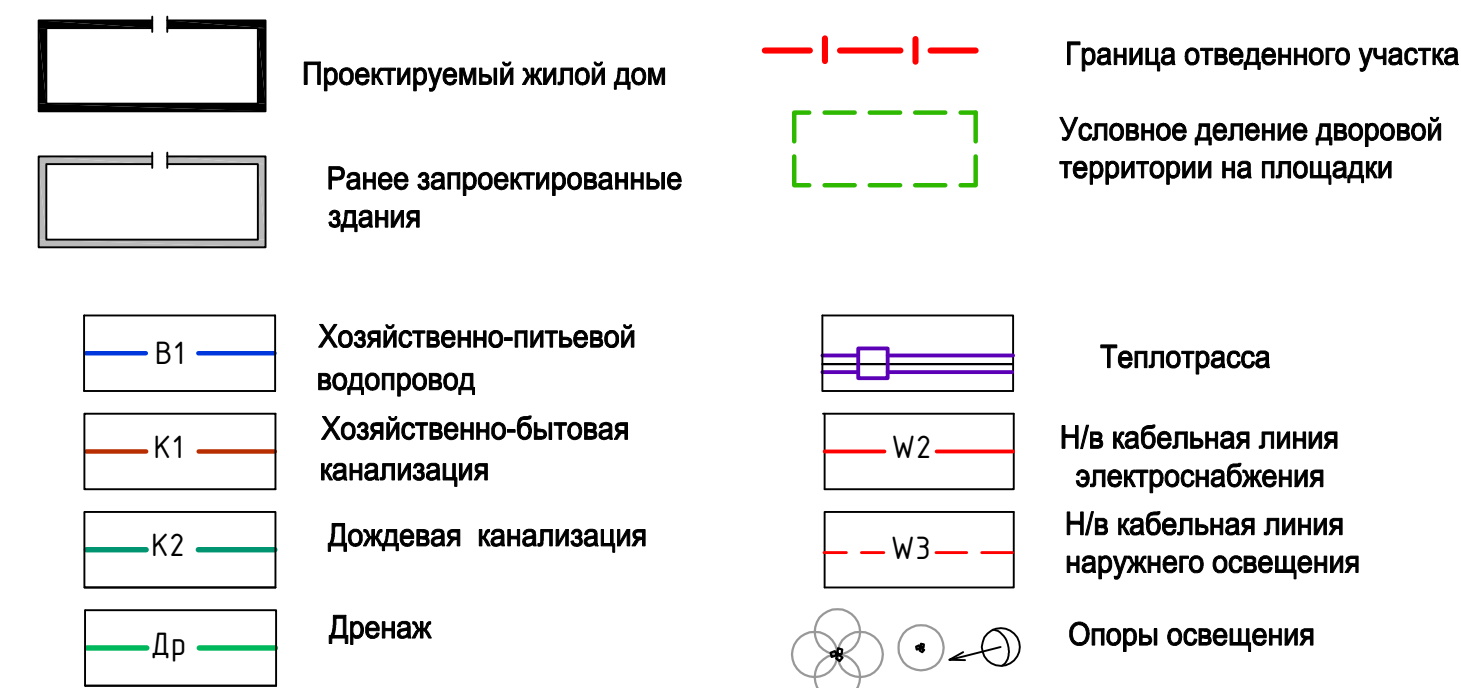 Проектируемый жилой дом
Ранее запроектированные
здания
В1
Хозяйственно-питьевой
водопровод
К1
Хозяйственно-бытовая
канализация
К2
Дождевая канализация
Др
Дренаж
Граница отведенного участка
Условное деление дворовой
территории на площадки
Теплотрасса
W2
Н/в кабельная линия
электроснабжения
W3
Н/в кабельная линия
наружнего освещения
Опоры освещения